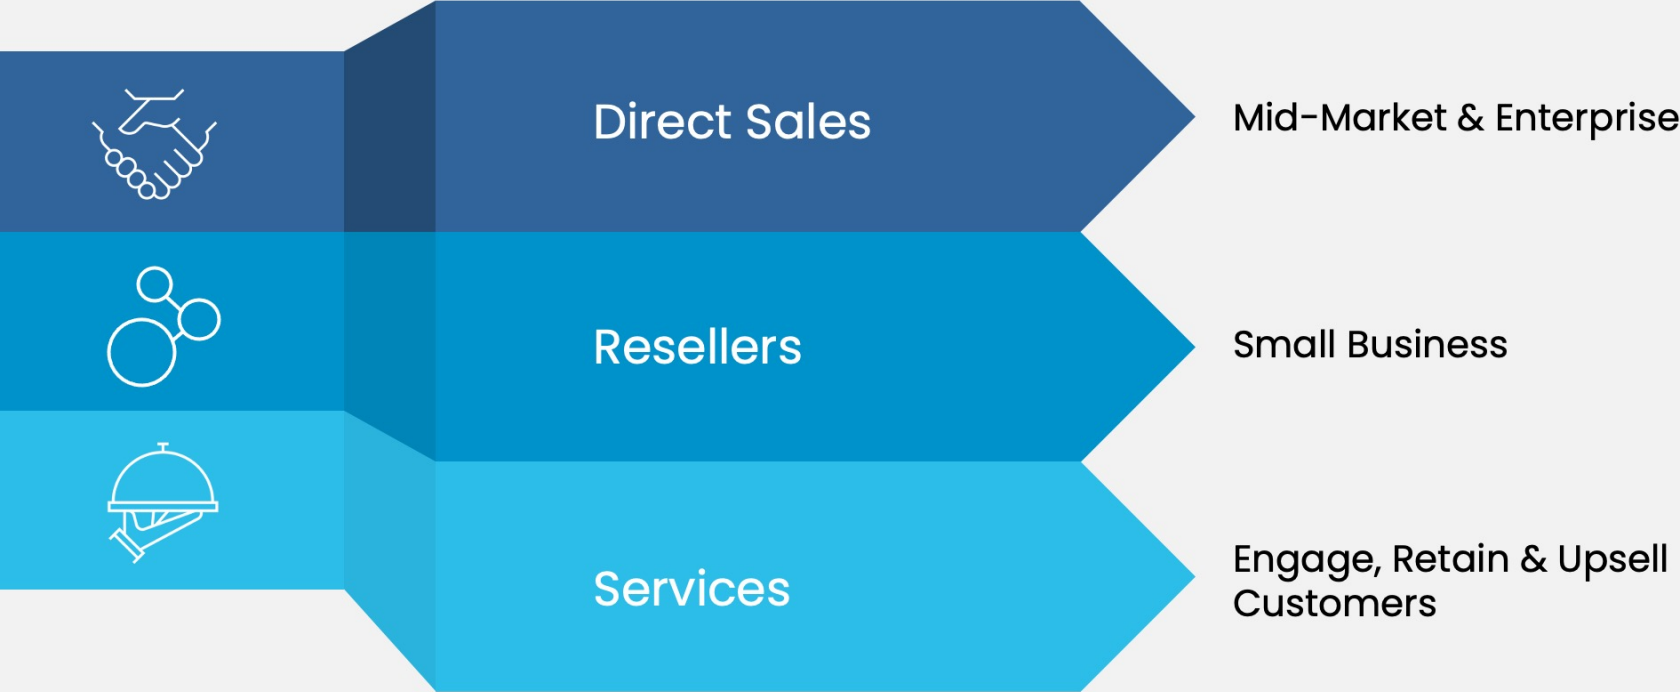 Direct Sales
Mid-Market & Enterprise
Resellers
Small Business
Services
Engage, Retain & Upsell
Customers